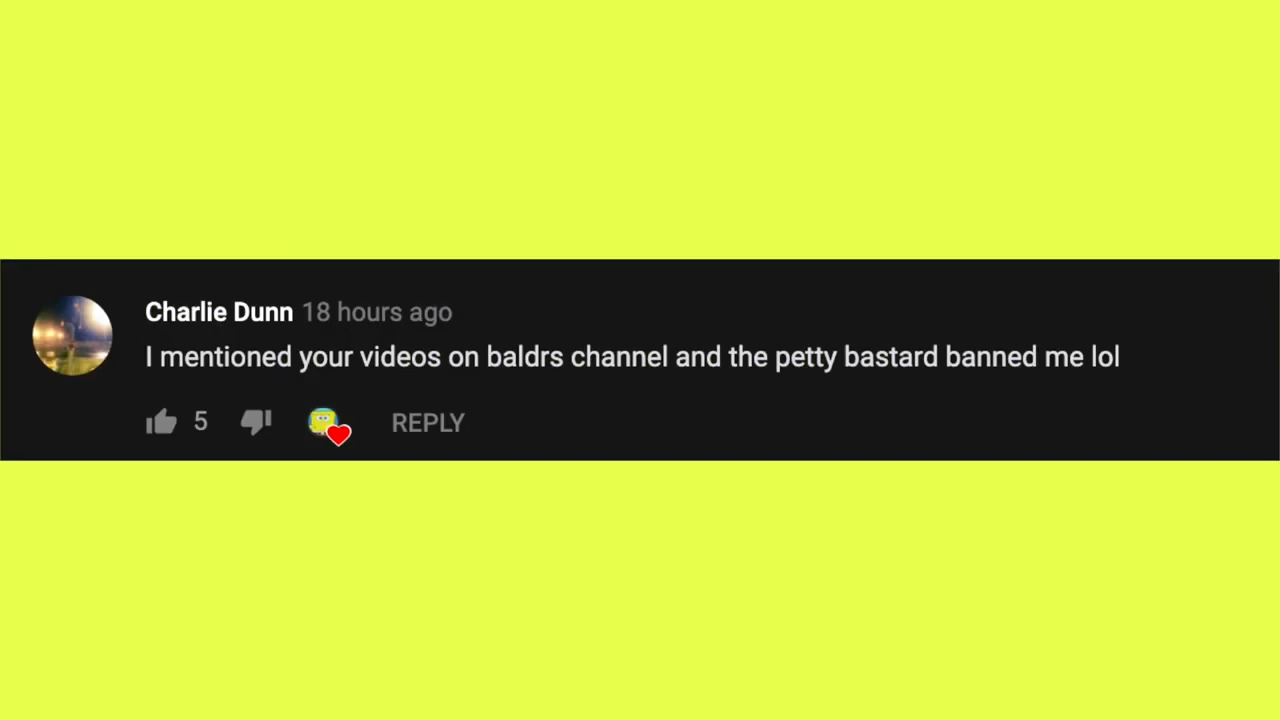 Charlie Dunn 18 hours ago
I mentioned your videos on baldrs channel and the petty bastard banned me lol
5 REPLY